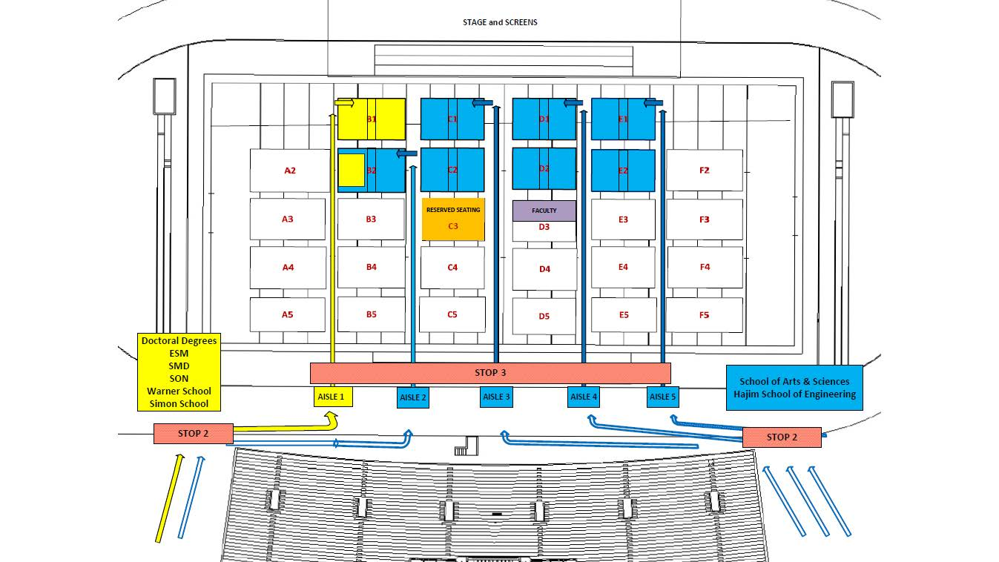 STAGE and SCREENS
B1
C1
D1
E1
A2
B2
C2
D2
E2
F2
A3
B3
RESERVED SEATING
C3
FACULTY
D3
E3
F3
A4
B4
C4
D4
E4
F4
A5
B5
C5
D5
E5
F5
Doctoral Degrees
ESM
SMD
SON
Warner School
Simon School
STOP 3
School of Arts & Sciences
Hajim School of Engineering
AISLE 1
AISLE 2
AISLE 3
AISLE 4
AISLE 5
STOP 2
STOP 2